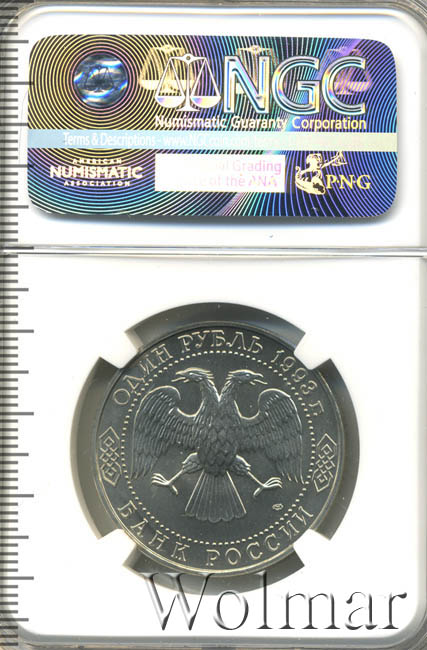 NGC
Numismatic Guaranty Corporation
Terms & Descriptions - www.
AMERICAN
NUMISMATIC
ASSOCIATION
Grading
of the ANA
P·N·G
ОДИН РУБЛЬ 1993 Г.
БАНК РОССИИ
Wolmar